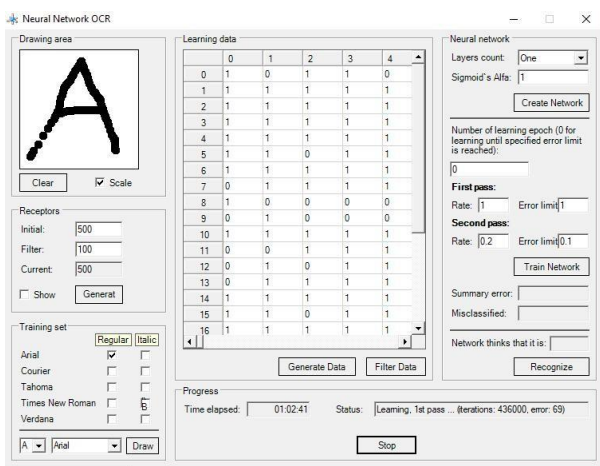 Neural Network OCR
Drawing area
A
Clear
Scale
Receptors
Initial: 500
Filter: 100
Current: 500
Show Generat
Training set
Regular Italic
Arial
Courier
Tahoma
Times New Roman
Verdana
A Arial Draw
Learning data
0 1 2 3 4
0 1 0 1 1 0
1 1 1 1 1 1
2 1 1 1 1 1
3 1 1 1 1 1
4 1 1 1 1 1
5 1 1 0 1 1
6 1 1 1 1 1
7 0 1 1 1 1
8 1 0 0 0 0
9 0 1 0 0 0
10 1 1 1 1 1
11 0 0 1 1 1
12 0 1 0 1 1
13 0 1 1 1 1
14 1 1 1 1 1
15 1 1 0 1 1
16 1 1 1 1 1
Generate Data Filter Data
Progress
Time elapsed: 01:02:41 Status: Learning, 1st pass ... (iterations: 436000, error: 69)
Stop
Neural network
Layers count: One
Sigmoid`s Alfa: 1
Create Network
Number of learning epoch (0 for
learning until specified error limit
is reached):
0
First pass:
Rate: 1 Error limit 1
Second pass:
Rate: 0.2 Error limit 0.1
Train Network
Summary error:
Misclassified:
Network thinks that it is:
Recognize